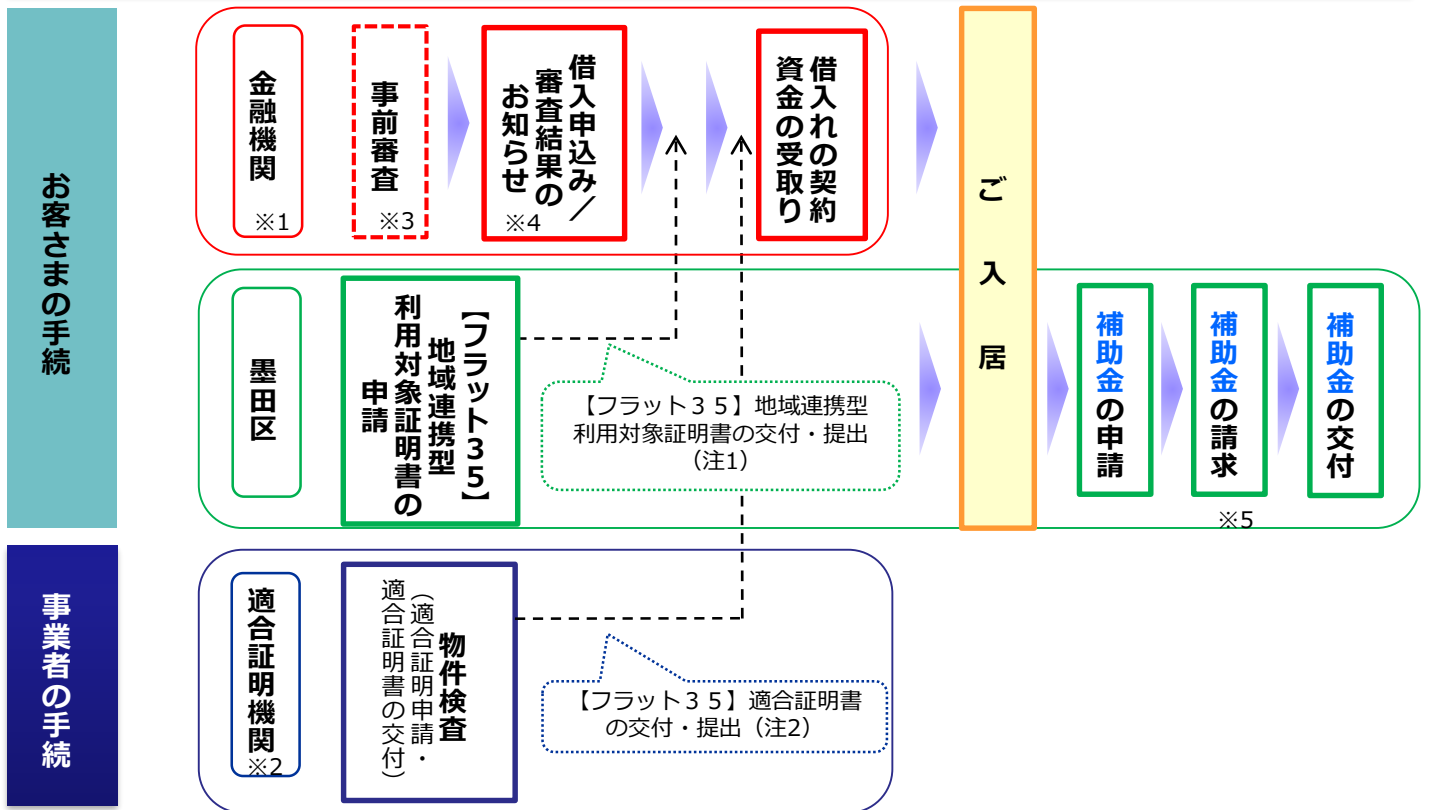 お客さまの手続
金融機関
※1
事前審査
※3
借入申込み／
審査結果の
お知らせ
※4
借入れの契約
資金の受取り
ご入居
墨田区
【フラット35】
地域連携型
利用対象証明書の
申請
【フラット３５】地域連携型
利用対象証明書の交付・提出
（注1）
補助金の申請
補助金の請求
※5
補助金の交付
事業者の手続
適合証明機関
※2
物件検査
（適合証明申請・
適合証明書の交付）
【フラット３５】適合証明書
の交付・提出（注2）